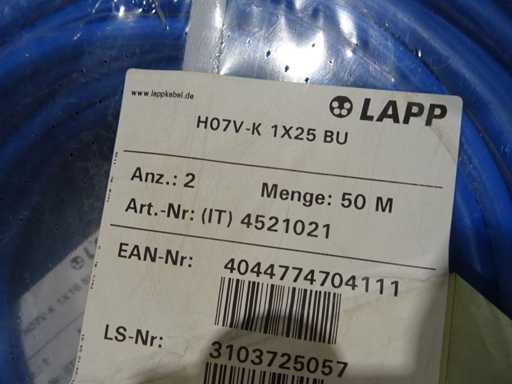 www.lappkabel.de
LAPP
H07V-K 1X25 BU
Anz.: 2 Menge: 50 M
Art.-Nr: (IT) 4521021
EAN-Nr: 4044774704111
LS-Nr: 3103725057